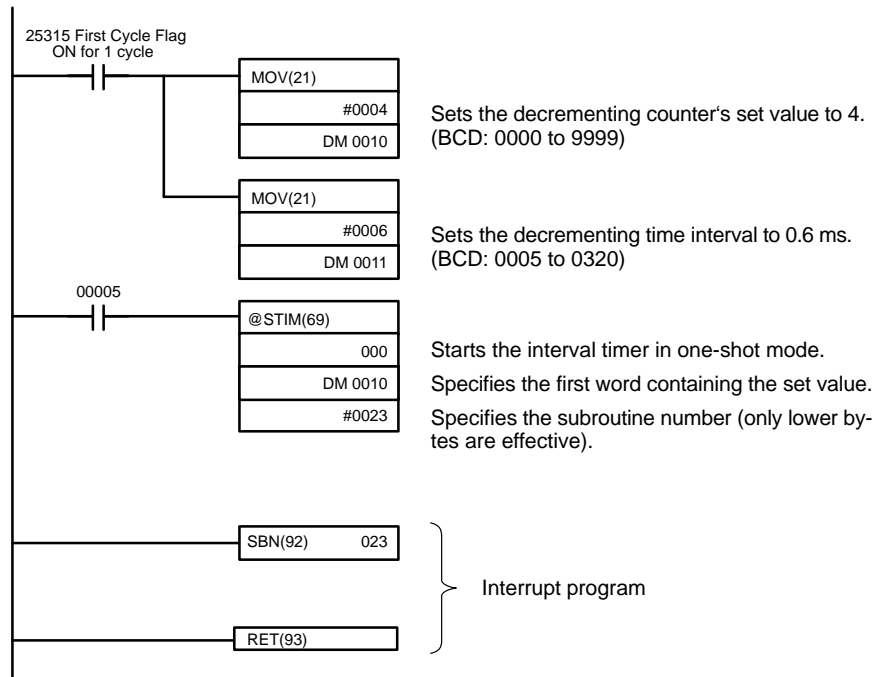 25315 First Cycle Flag
ON for 1 cycle
MOV(21)
#0004
DM 0010
Sets the decrementing counter‘s set value to 4.
(BCD: 0000 to 9999)
MOV(21)
#0006
DM 0011
Sets the decrementing time interval to 0.6 ms.
(BCD: 0005 to 0320)
00005
@STIM(69)
000
Starts the interval timer in one-shot mode.
DM 0010
Specifies the first word containing the set value.
#0023
Specifies the subroutine number (only lower by-
tes are effective).
SBN(92) 023
Interrupt program
RET(93)